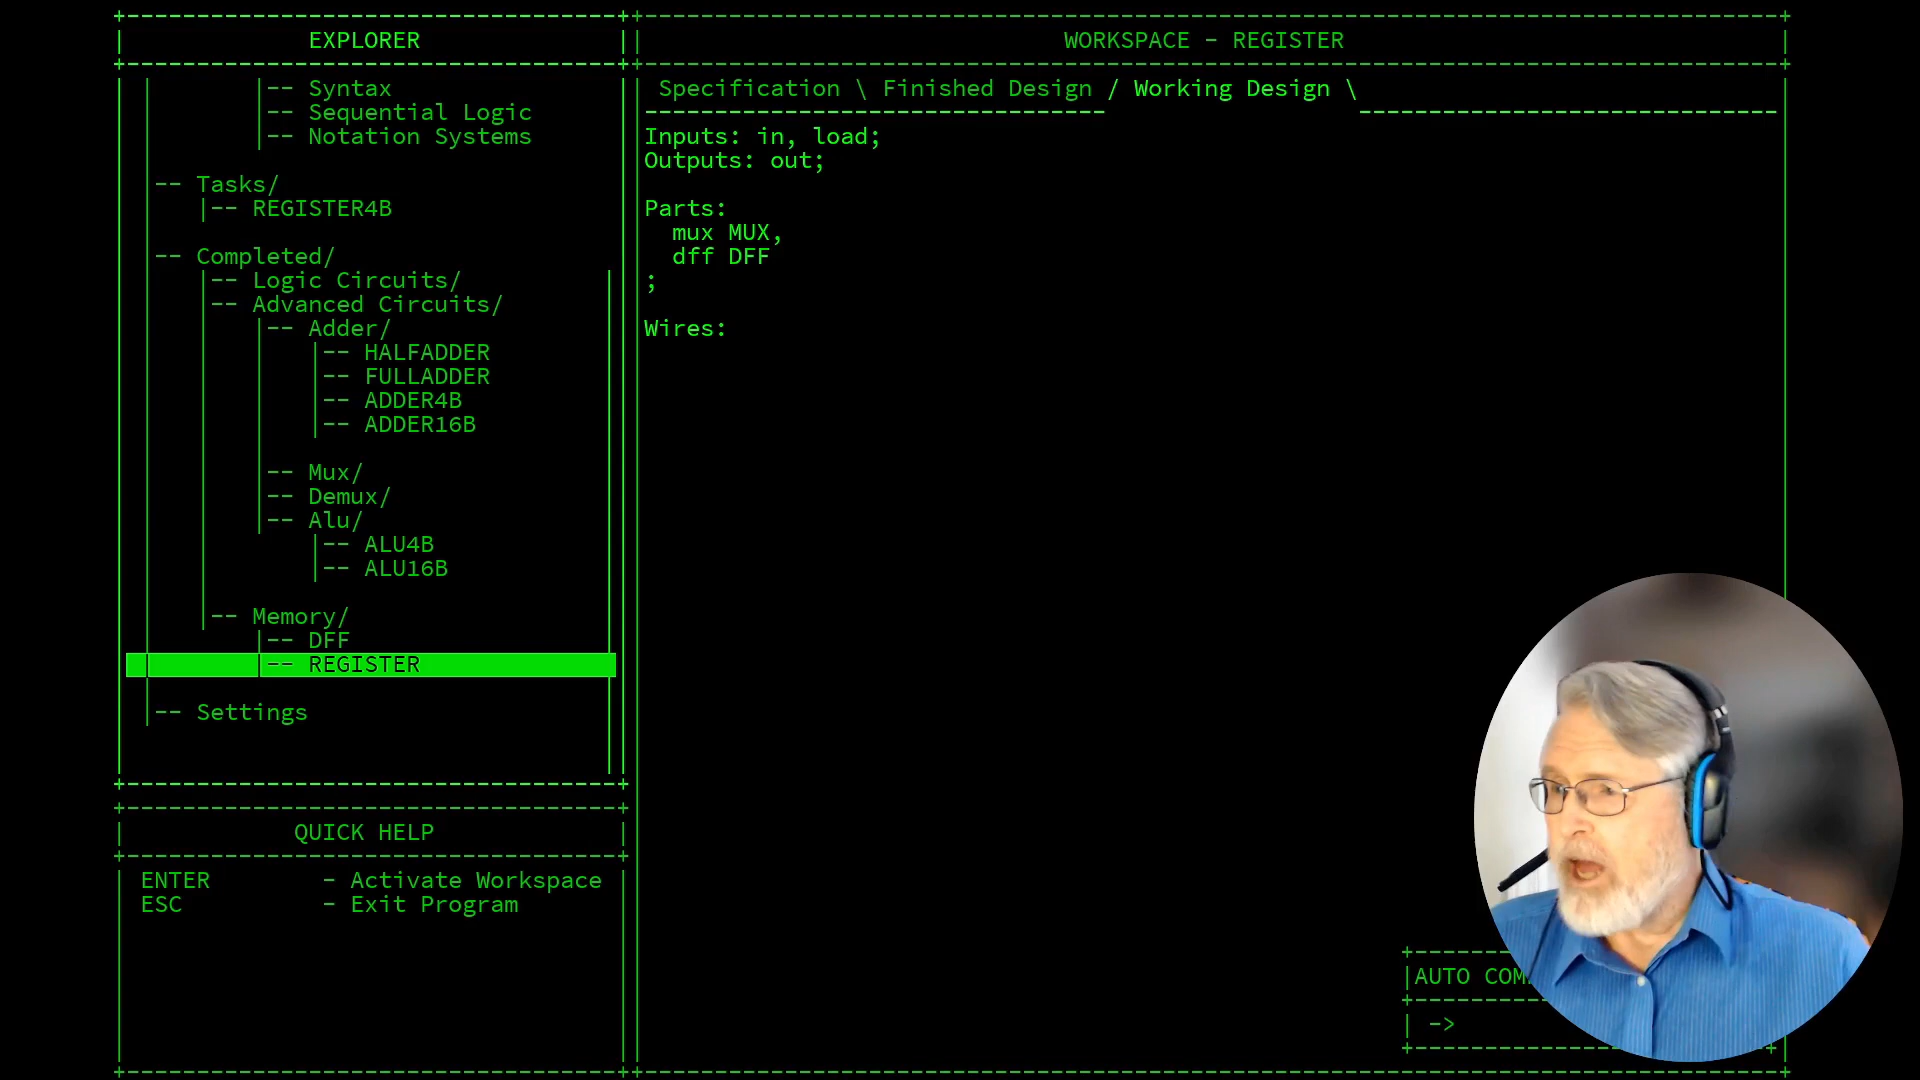 EXPLORER
|-- Syntax
|-- Sequential Logic
|-- Notation Systems
|-- Tasks/
|-- REGISTER4B
|-- Completed/
|-- Logic Circuits/
|-- Advanced Circuits/
|-- Adder/
|-- HALFADDER
|-- FULLADDER
|-- ADDER4B
|-- ADDER16B
|-- Mux/
|-- Demux/
|-- Alu/
|-- ALU4B
|-- ALU16B
|-- Memory/
|-- DFF
|-- REGISTER
|-- Settings
QUICK HELP
ENTER - Activate Workspace
ESC - Exit Program
WORKSPACE - REGISTER
Specification \ Finished Design / Working Design \
Inputs: in, load;
Outputs: out;
Parts:
mux MUX,
dff DFF
;
Wires:
AUTO COM
->